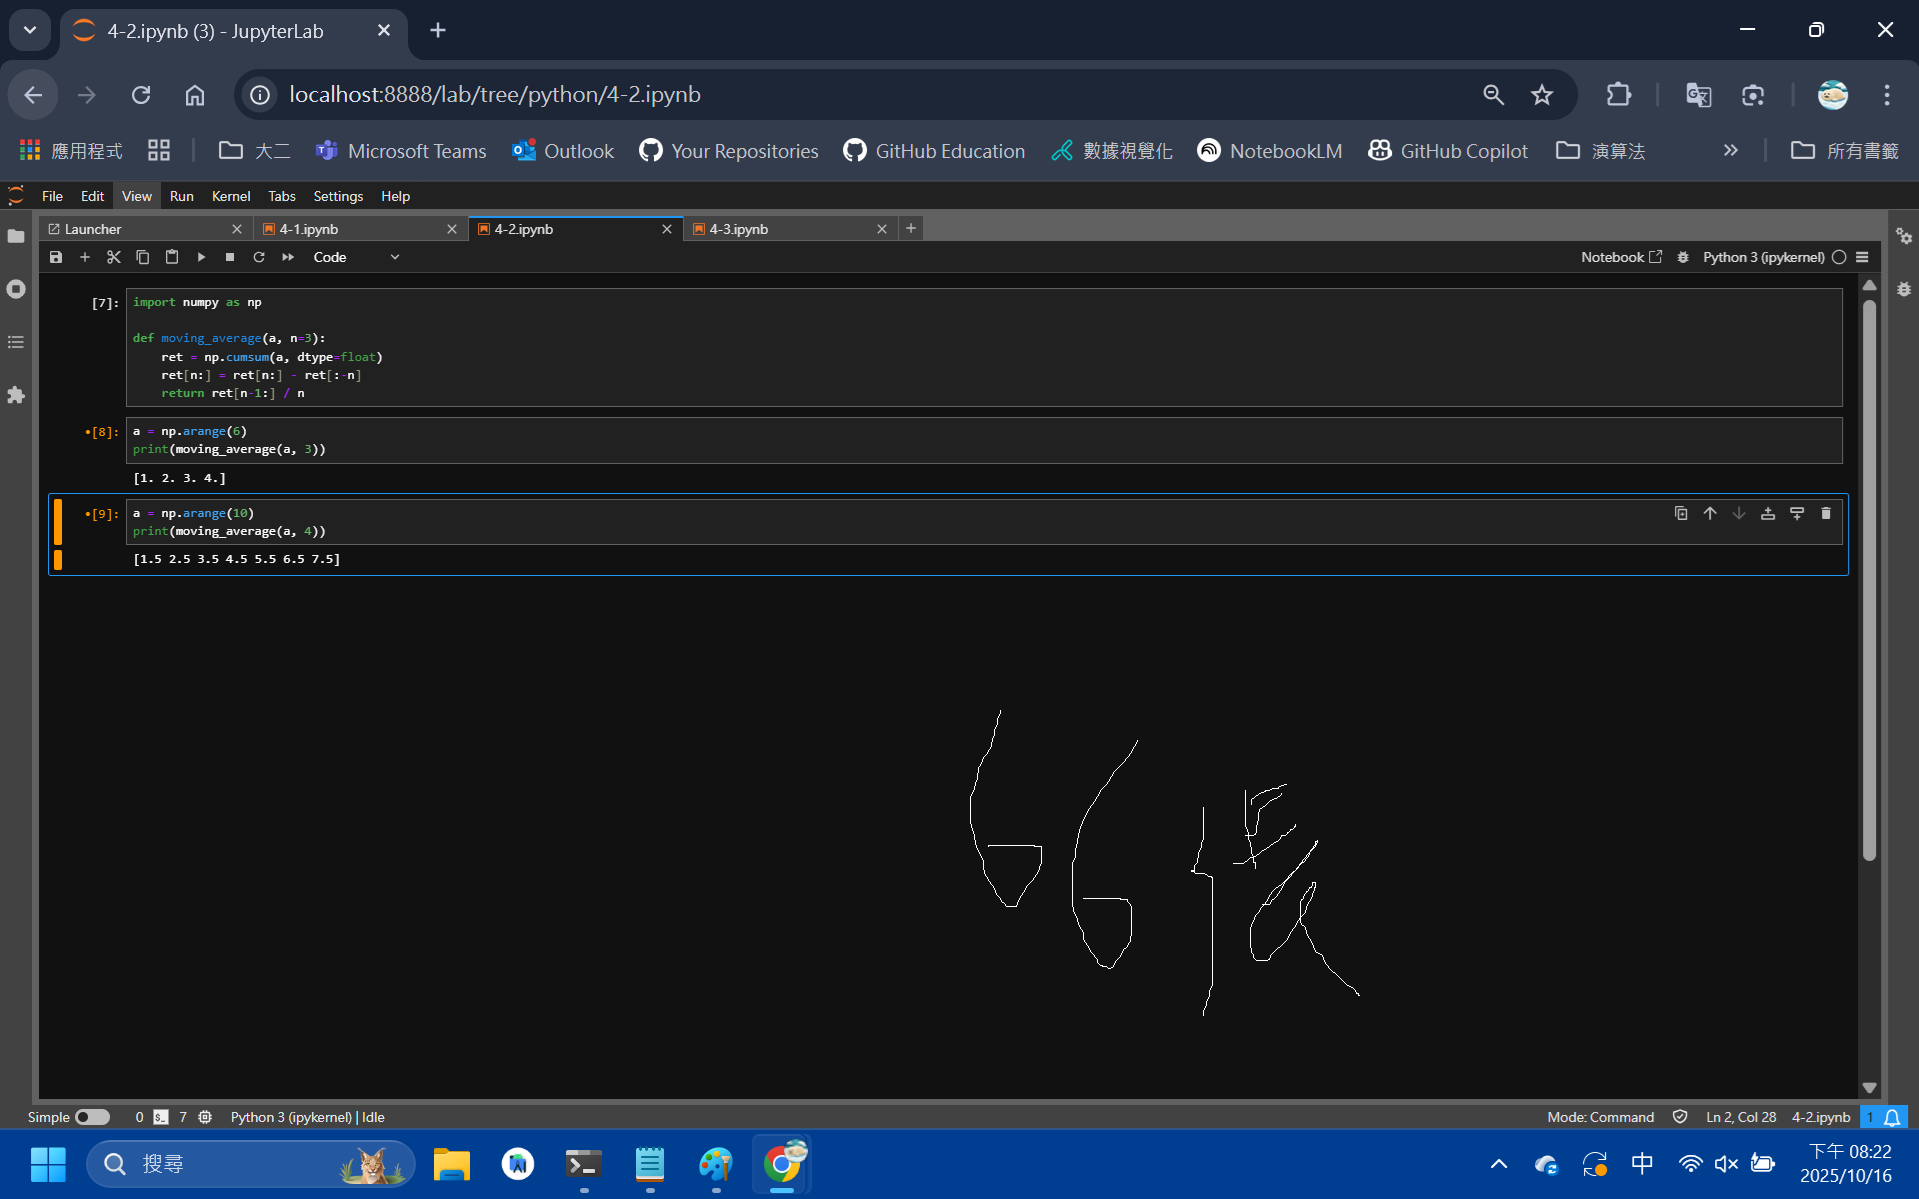 4-2.ipynb (3) - JupyterLab
localhost:8888/lab/tree/python/4-2.ipynb
應用程式 大二 Microsoft Teams Outlook Your Repositories GitHub Education 數據視覺化 NotebookLM GitHub Copilot 演算法 所有書籤
File Edit View Run Kernel Tabs Settings Help
Launcher 4-1.ipynb 4-2.ipynb 4-3.ipynb
Code Notebook Python 3 (ipykernel)
[7]: import numpy as np
def moving_average(a, n=3):
ret = np.cumsum(a, dtype=float)
ret[n:] = ret[n:] - ret[:-n]
return ret[n-1:] / n
•[8]: a = np.arange(6)
print(moving_average(a, 3))
[1. 2. 3. 4.]
•[9]: a = np.arange(10)
print(moving_average(a, 4))
[1.5 2.5 3.5 4.5 5.5 6.5 7.5]
66
Simple 0 7 Python 3 (ipykernel) | Idle Mode: Command Ln 2, Col 28 4-2.ipynb 1
搜尋 中 下午 08:22
2025/10/16